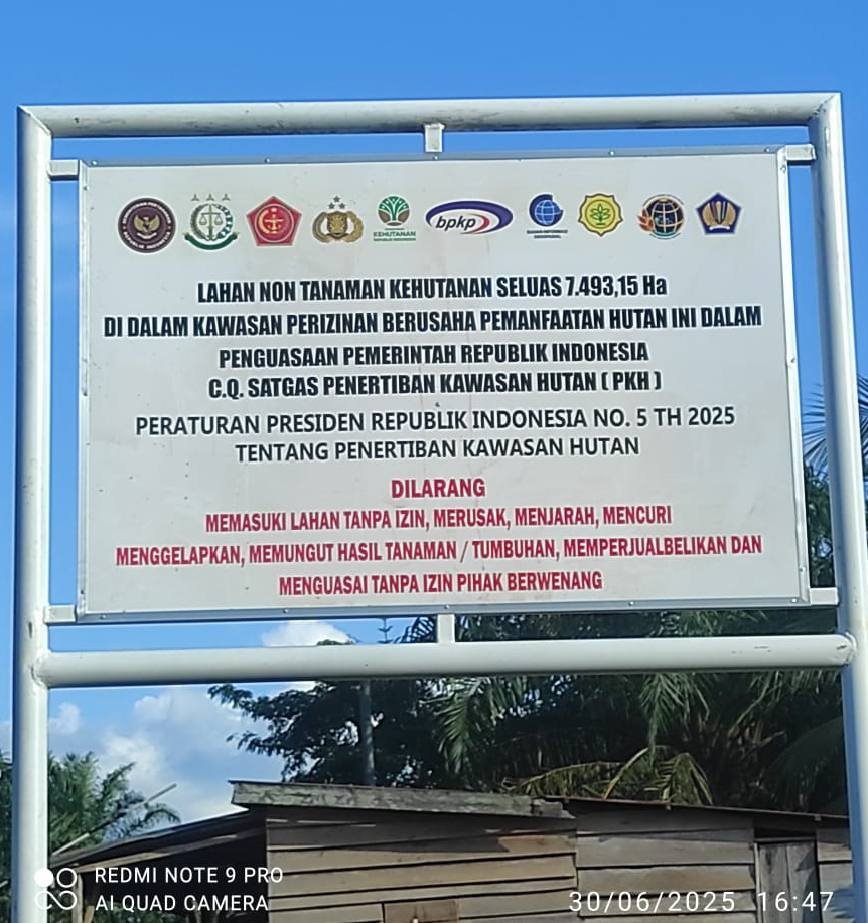 KEHUTANAN
bpkp
LAHAN NON TANAMAN KEHUTANAN SELUAS 7.493,15 Ha
DI DALAM KAWASAN PERIZINAN BERUSAHA PEMANFAATAN HUTAN INI DALAM
PENGUASAAN PEMERINTAH REPUBLIK INDONESIA
C.Q. SATGAS PENERTIBAN KAWASAN HUTAN ( PKH )
PERATURAN PRESIDEN REPUBLIK INDONESIA NO. 5 TH 2025
TENTANG PENERTIBAN KAWASAN HUTAN
DILARANG
MEMASUKI LAHAN TANPA IZIN, MERUSAK, MENJARAH, MENCURI
MENGGELAPKAN, MEMUNGUT HASIL TANAMAN / TUMBUHAN, MEMPERJUALBELIKAN DAN
MENGUASAI TANPA IZIN PIHAK BERWENANG
REDMI NOTE 9 PRO
AI QUAD CAMERA
30/06/2025 16:47